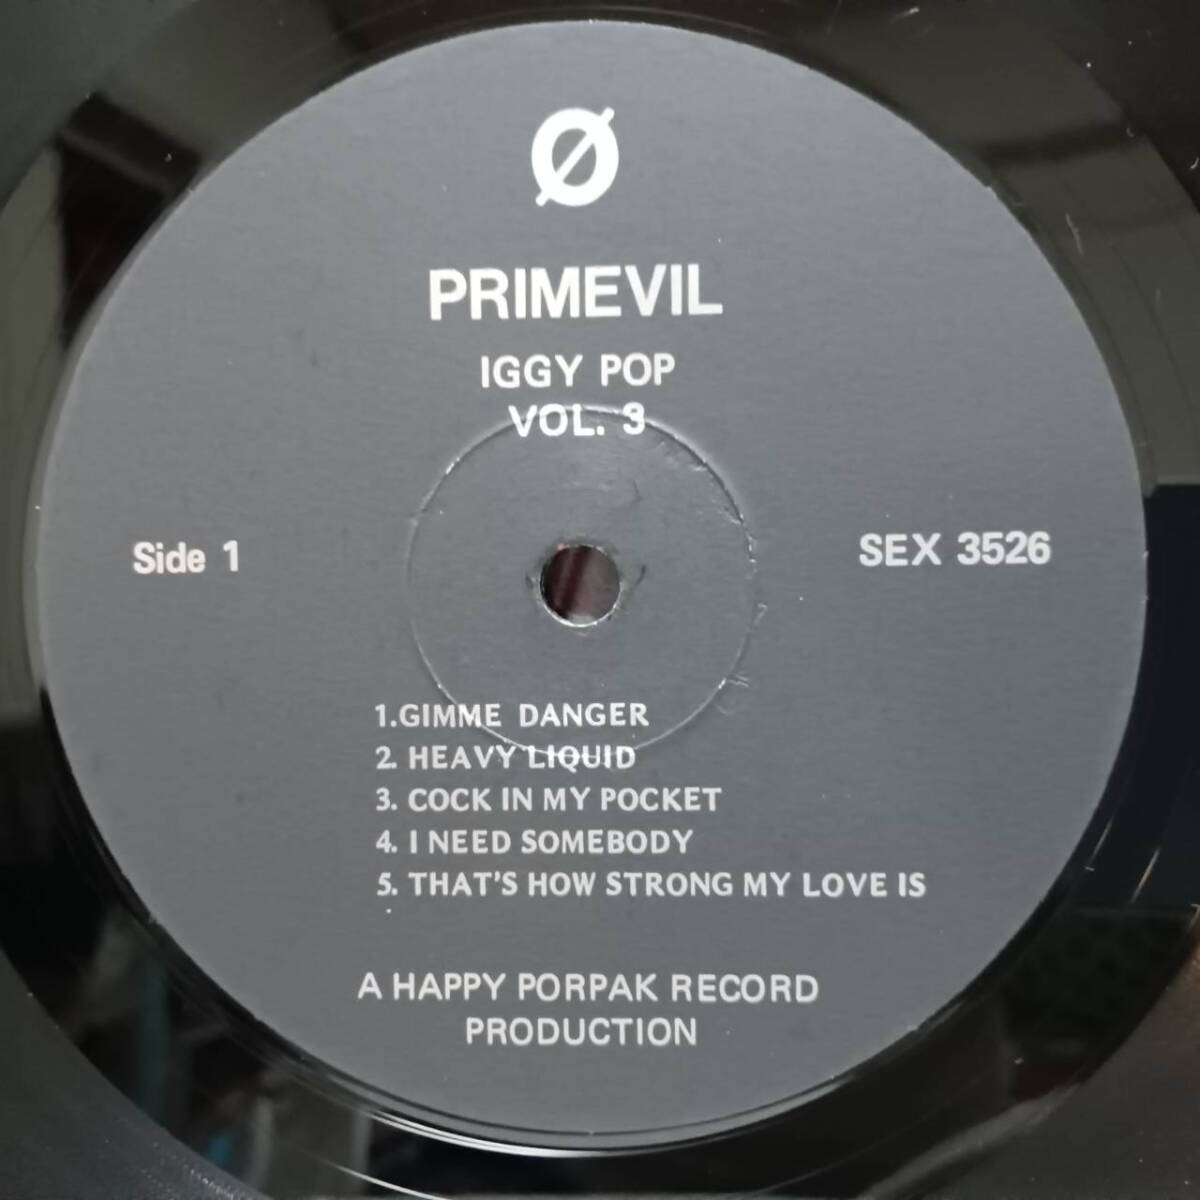 Ø
PRIMEVIL
IGGY POP
VOL. 3
Side 1
SEX 3526
1.GIMME DANGER
2. HEAVY LIQUID
3. COCK IN MY POCKET
4. I NEED SOMEBODY
5. THAT'S HOW STRONG MY LOVE IS
A HAPPY PORPAK RECORD
PRODUCTION